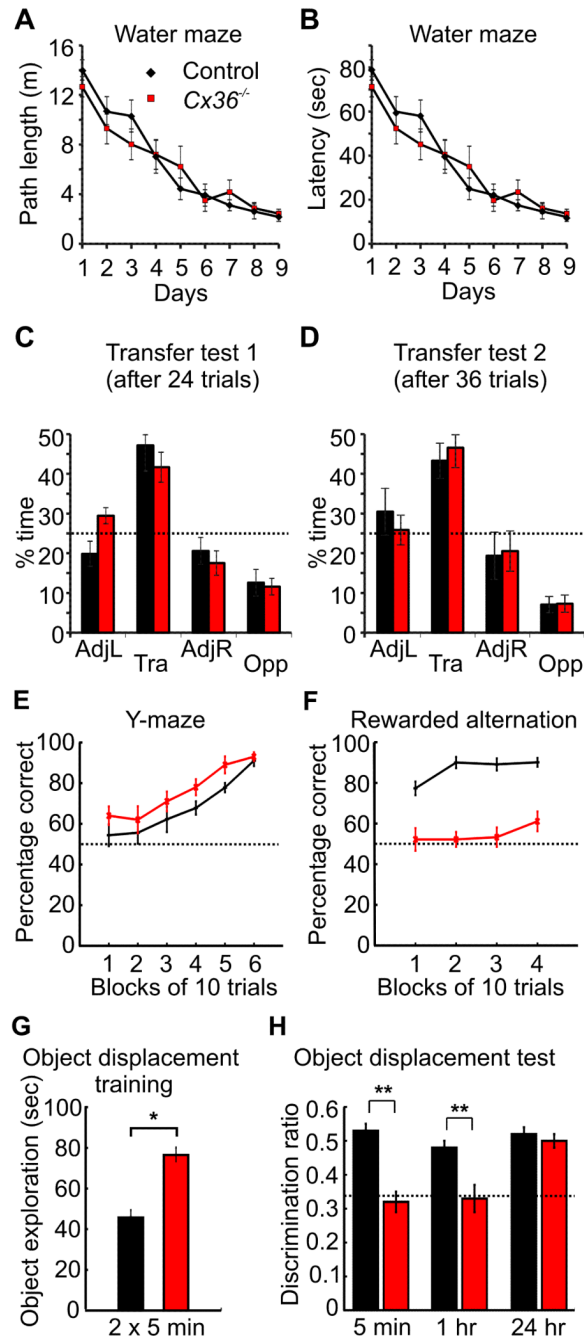 A
Water maze
Path length (m)
16
12
8
4
0
Control
Cx36-/-
1 2 3 4 5 6 7 8 9
Days
B
Water maze
Latency (sec)
80
60
40
20
0
1 2 3 4 5 6 7 8 9
Days
C
Transfer test 1
(after 24 trials)
% time
50
40
30
20
10
0
AdjL
Tra
AdjR
Opp
D
Transfer test 2
(after 36 trials)
% time
50
40
30
20
10
0
AdjL
Tra
AdjR
Opp
E
Y-maze
Percentage correct
100
80
60
40
20
0
1 2 3 4 5 6
Blocks of 10 trials
F
Rewarded alternation
Percentage correct
100
80
60
40
20
0
1 2 3 4
Blocks of 10 trials
G
Object displacement
training
Object exploration (sec)
100
80
60
40
20
0
*
2 x 5 min
H
Object displacement test
Discrimination ratio
0.6
0.5
0.4
0.3
0.2
0.1
0
**
**
5 min
1 hr
24 hr